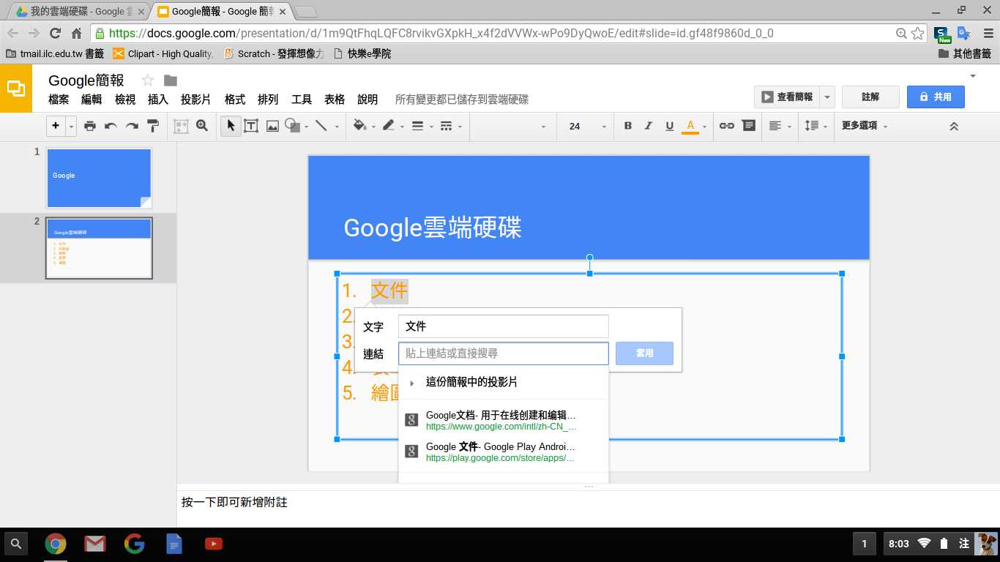 我的雲端硬碟 - Google 雲
Google簡報 - Google 簡報
https://docs.google.com/presentation/d/1m9QtFhqLQFC8rvikvGXpkH_x4f2dVVWx-wPo9DyQwoE/edit#slide=id.gf48f9860d_0_0
New
tmail.ilc.edu.tw 書籤
Clipart - High Quality,
Scratch - 發揮想像力
快樂e學院
其他書籤
Google簡報
檔案 編輯 檢視 插入 投影片 格式 排列 工具 表格 說明 所有變更都已儲存到雲端硬碟
查看簡報
註解
共用
24
B I U A
更多選項
1
Google
2
Google雲端硬碟
1. 文件
4. 表單
5. 繪圖
Google雲端硬碟
1. 文件
2.
3.
4.
5. 繪圖
文字 文件
連結 貼上連結或直接搜尋 套用
這份簡報中的投影片
Google文档- 用于在线创建和编辑…
https://www.google.com/intl/zh-CN_…
Google 文件- Google Play Androi…
https://play.google.com/store/apps/…
按一下即可新增附註
1
8:03
注